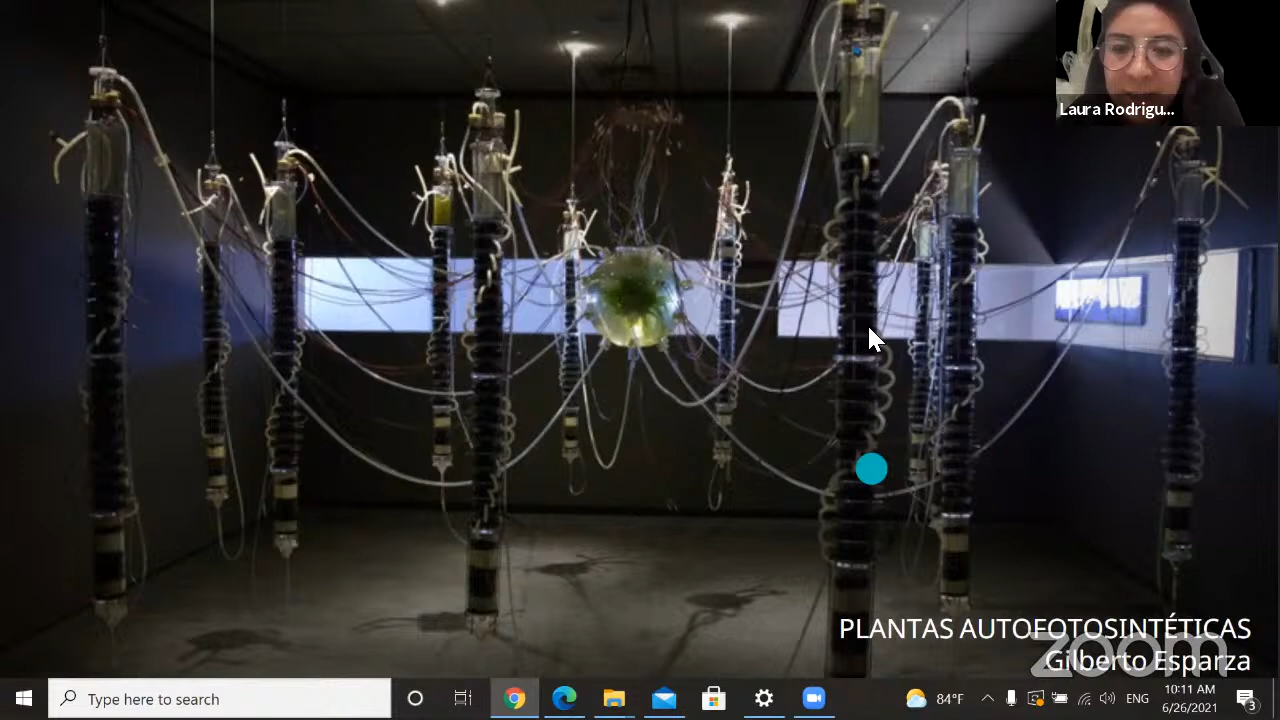 Laura Rodrigu...
PLANTAS AUTOFOTOSINTÉTICAS
Gilberto Esparza
zoom
Type here to search
84°F
ENG
10:11 AM
6/26/2021
3